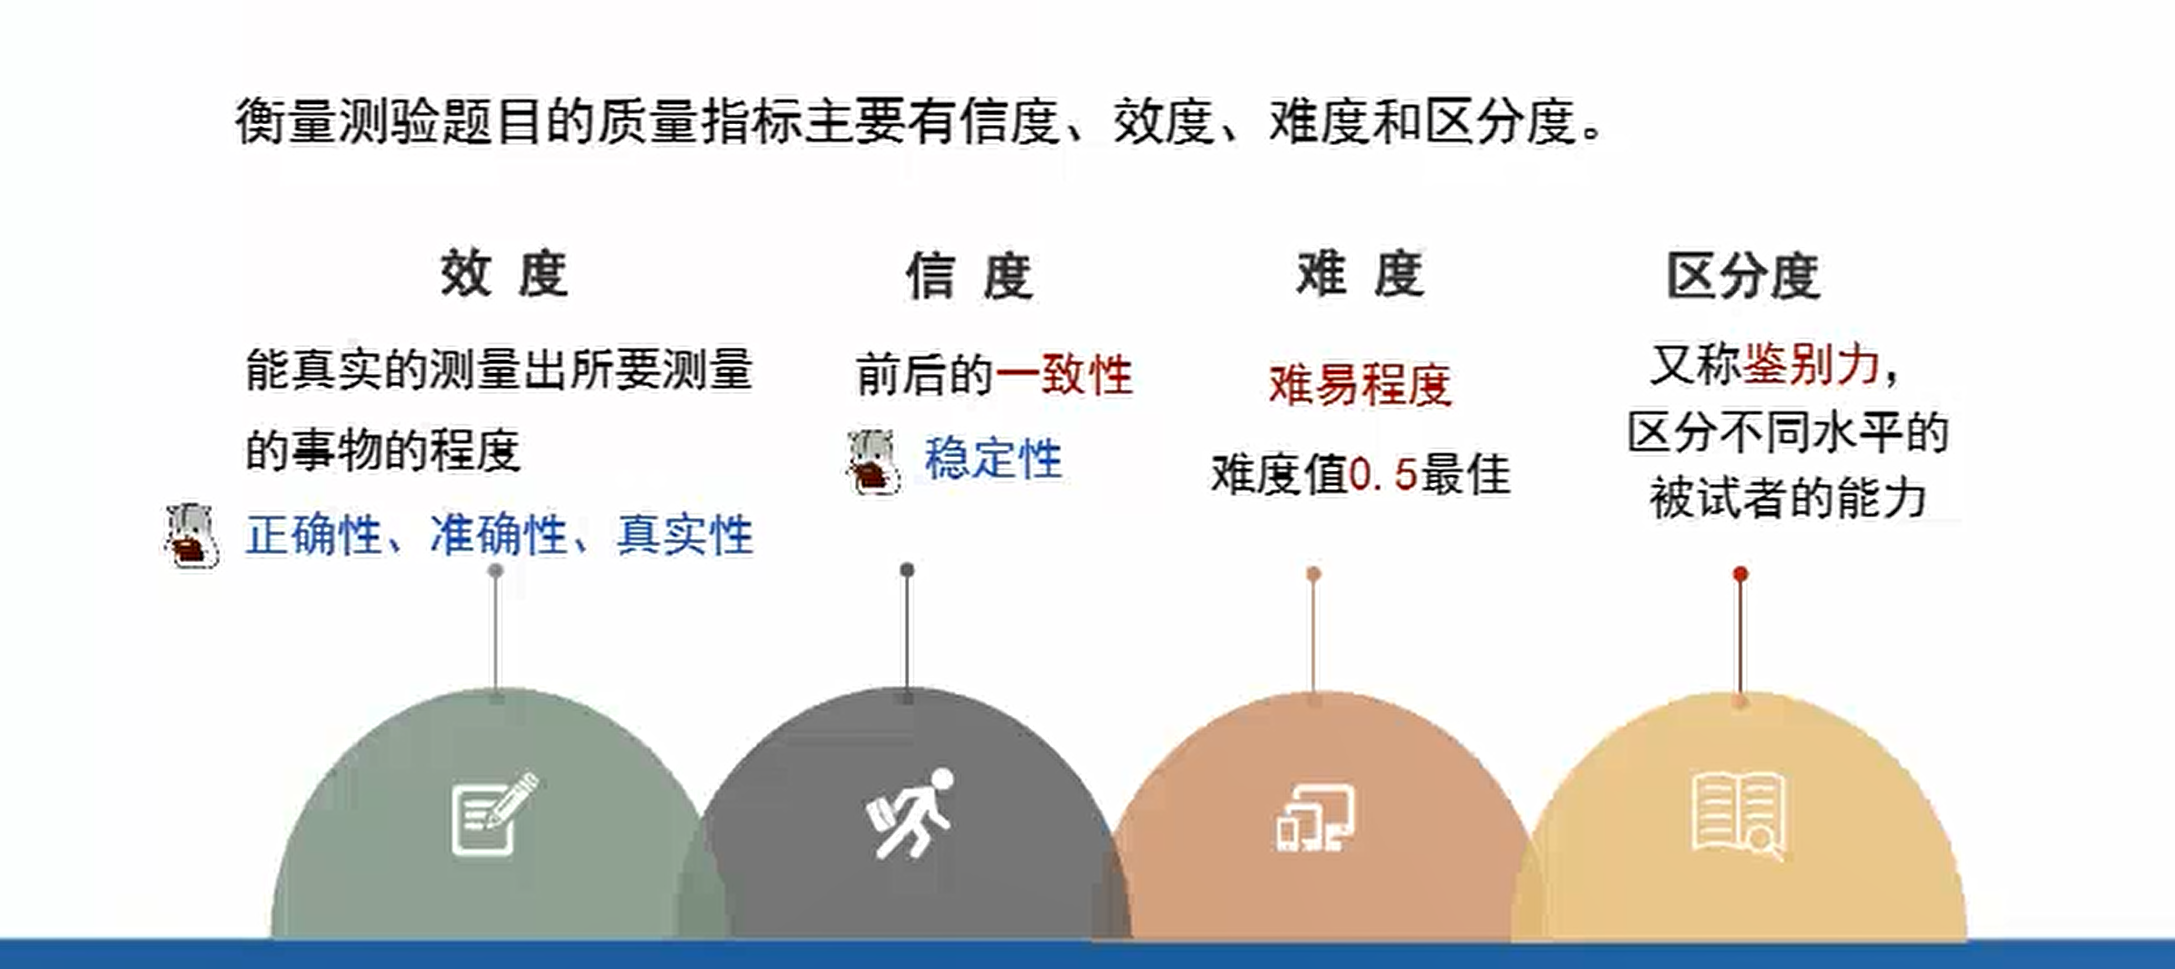 衡量测验题目的质量指标主要有信度、效度、难度和区分度。
效 度
能真实的测量出所要测量
的事物的程度
正确性、准确性、真实性
信 度
前后的一致性
稳定性
难 度
难易程度
难度值0.5最佳
区分度
又称鉴别力，
区分不同水平的
被试者的能力